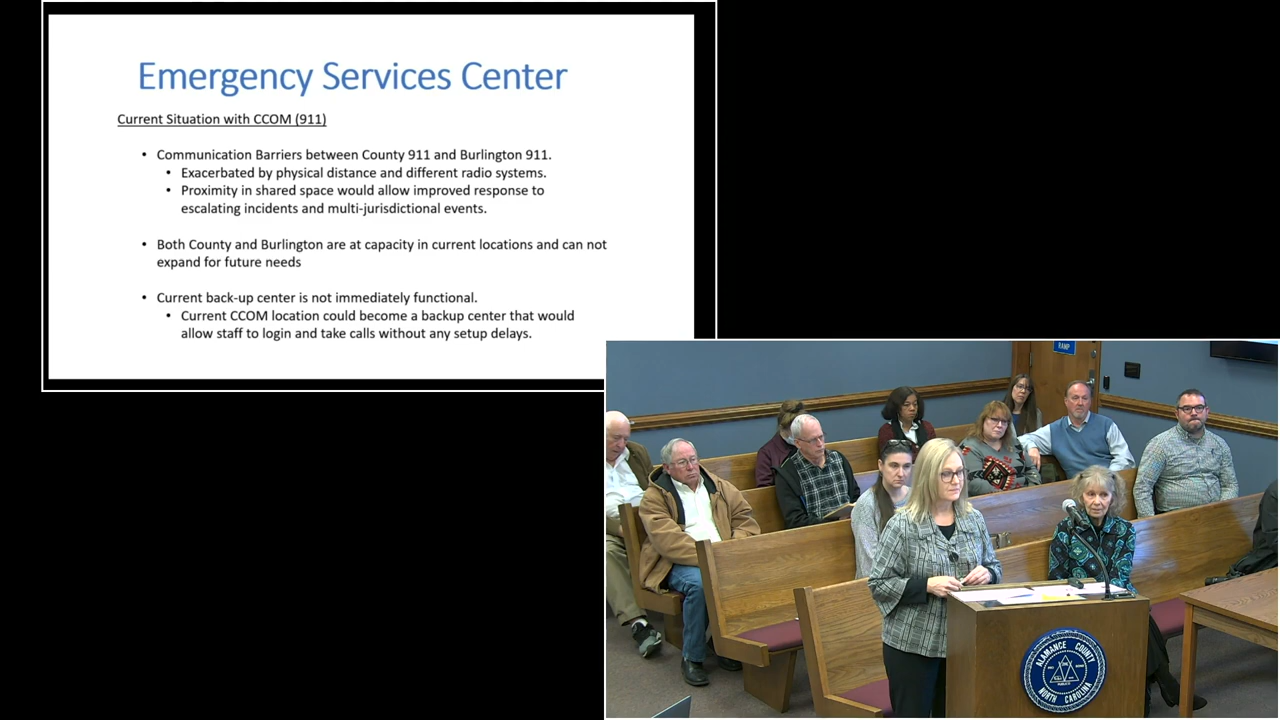 Emergency Services Center
Current Situation with CCOM (911)
• Communication Barriers between County 911 and Burlington 911.
• Exacerbated by physical distance and different radio systems.
• Proximity in shared space would allow improved response to
escalating incidents and multi-jurisdictional events.
• Both County and Burlington are at capacity in current locations and can not
expand for future needs
• Current back-up center is not immediately functional.
• Current CCOM location could become a backup center that would
allow staff to login and take calls without any setup delays.
RAMP
ALAMANCE COUNTY
NORTH CAROLINA